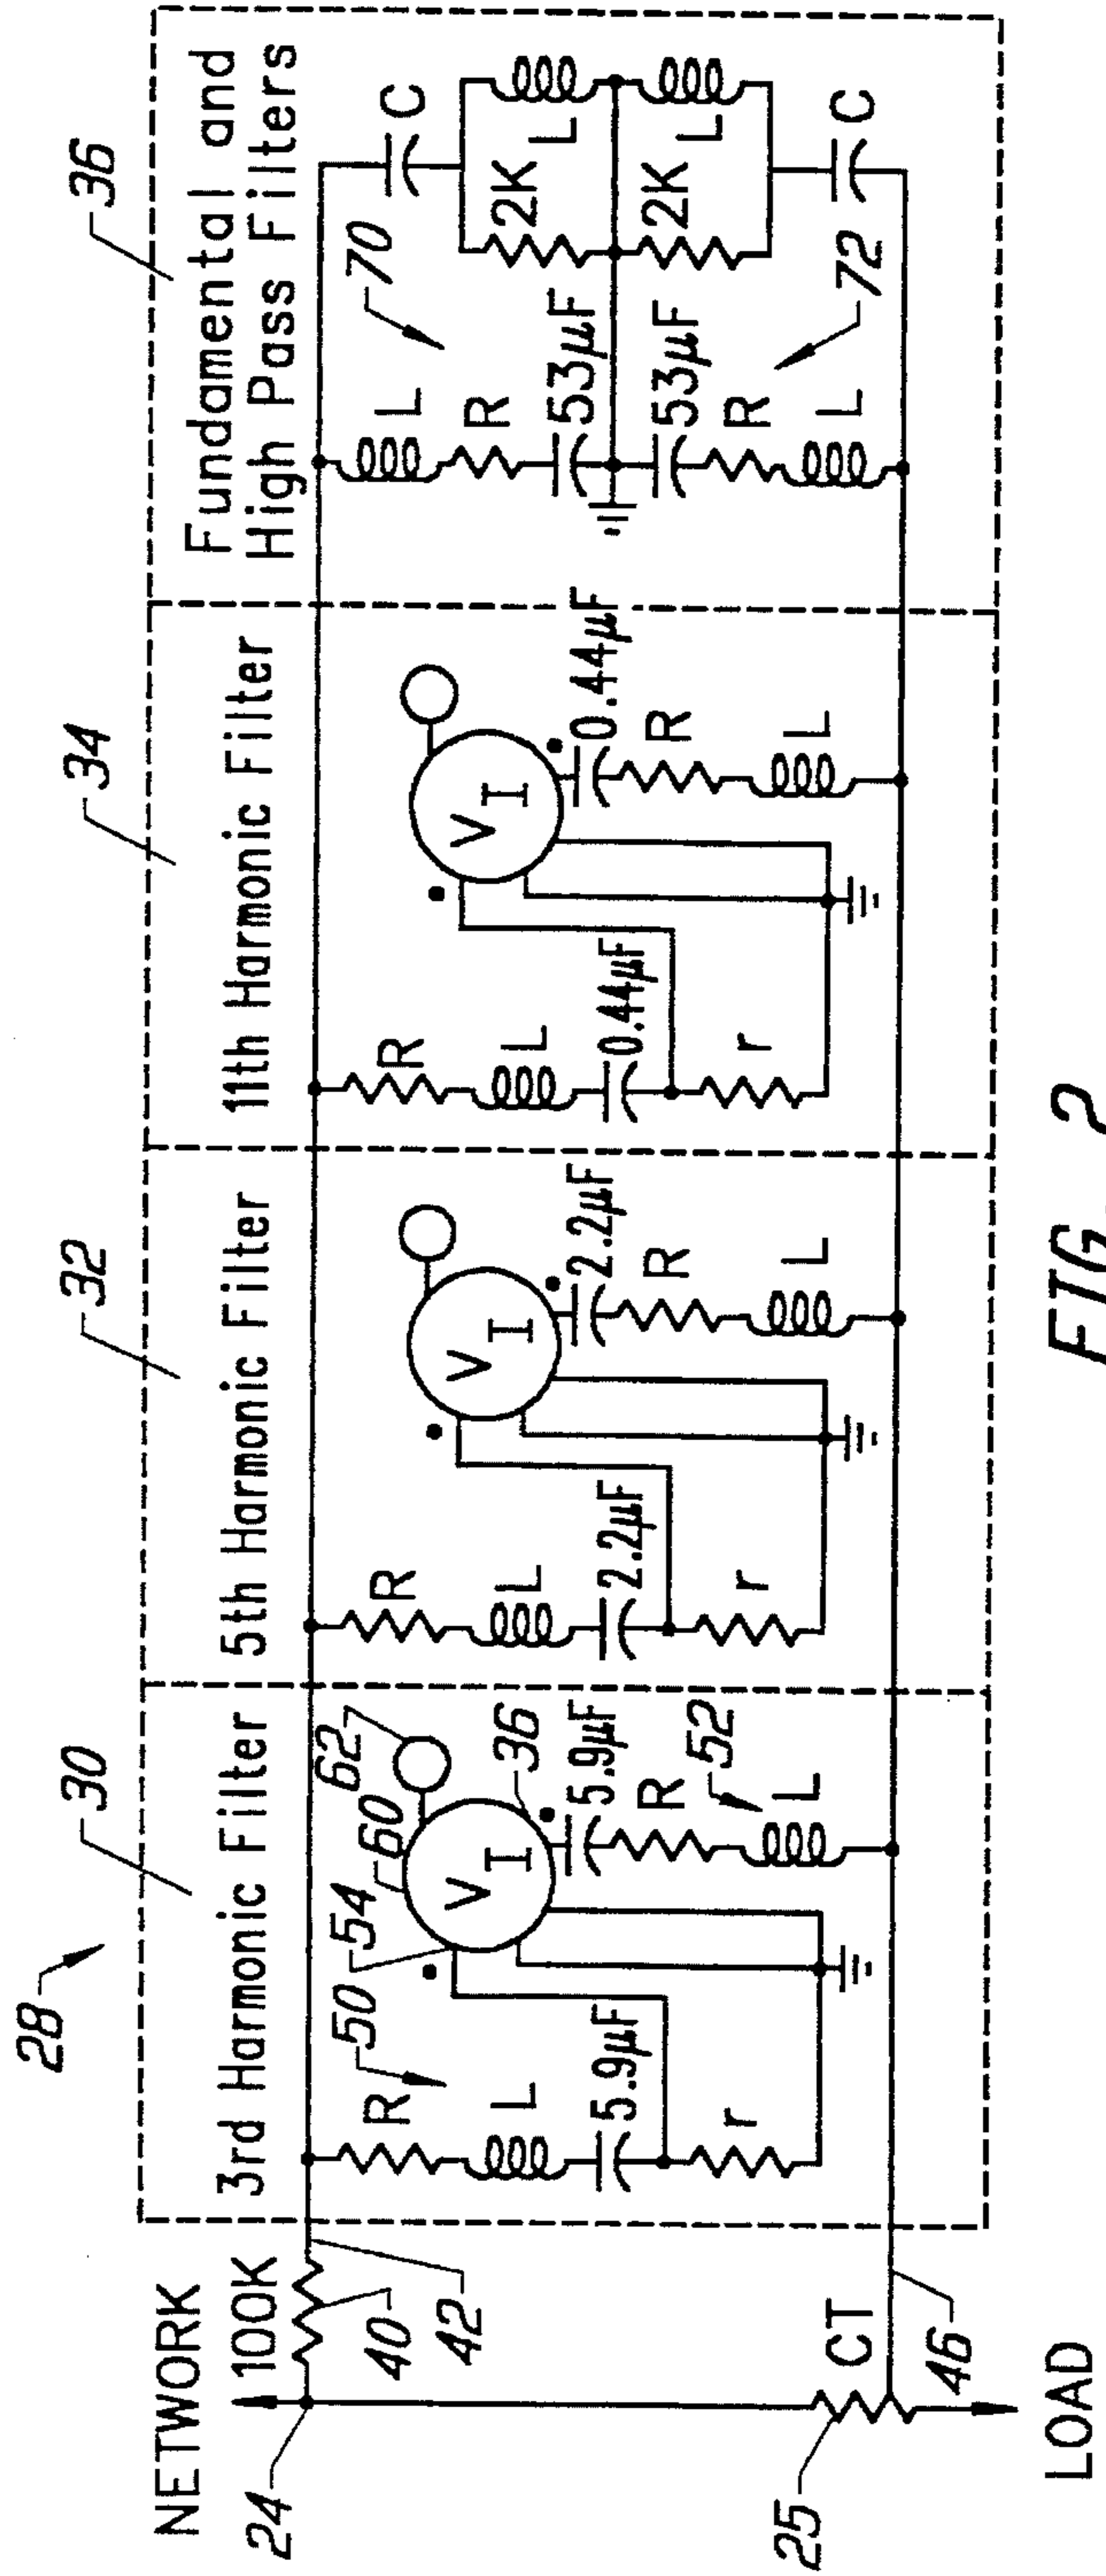 28
30
32
34
36
3rd Harmonic Filter
5th Harmonic Filter
11th Harmonic Filter
Fundamental and
High Pass Filters
NETWORK
100K
24
40
42
R
L
5.9μF
r
50
54
60
62
V
I
36
5.9μF
R
L
52
R
L
2.2μF
r
V
I
2.2μF
R
L
R
L
0.44μF
r
V
I
0.44μF
R
L
L
R
53μF
53μF
R
L
70
72
C
2K
L
2K
L
C
25
CT
46
LOAD
FIG. 2